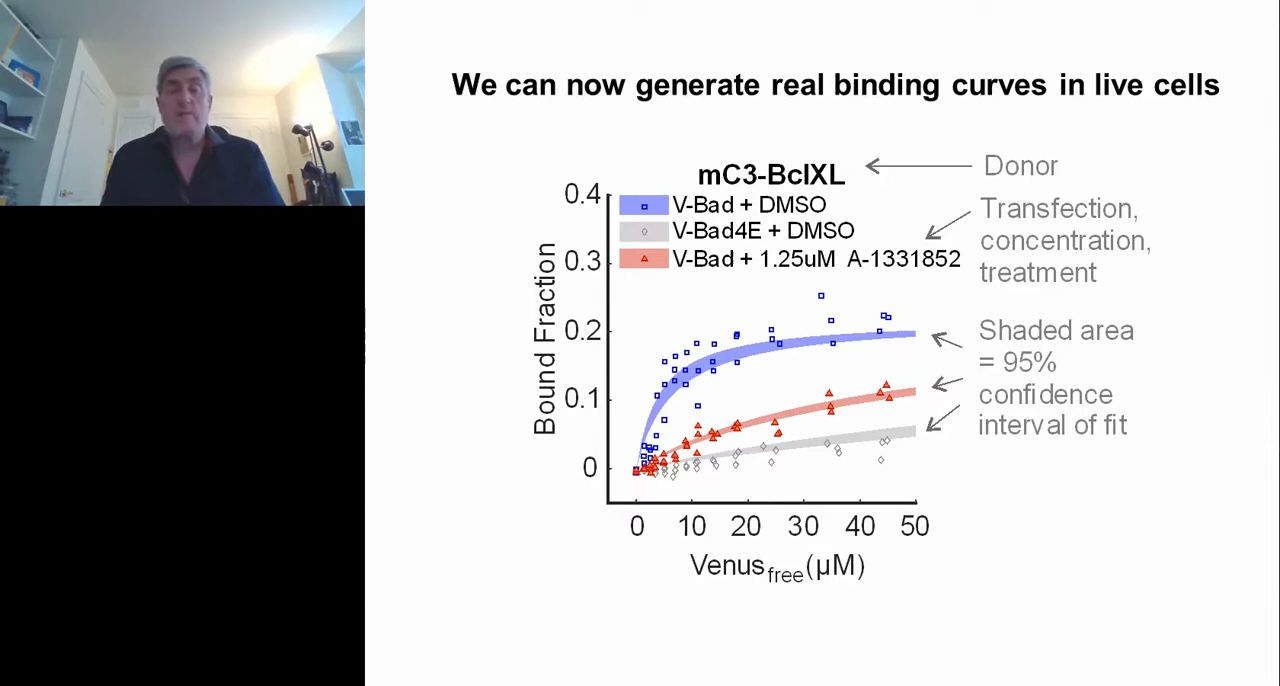 We can now generate real binding curves in live cells
mC3-BclXL
Donor
V-Bad + DMSO
V-Bad4E + DMSO
V-Bad + 1.25uM A-1331852
Transfection,
concentration,
treatment
Shaded area
= 95%
confidence
interval of fit
Bound Fraction
0.4
0.3
0.2
0.1
0
0 10 20 30 40 50
Venus free (µM)